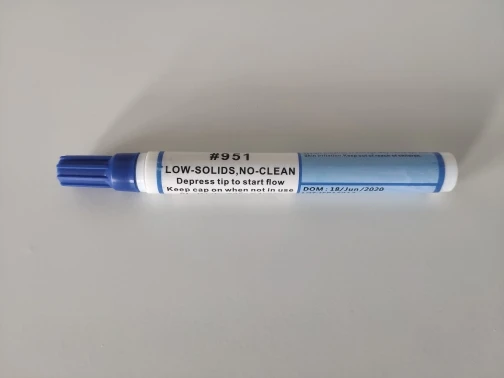 #951
LOW-SOLIDS,NO-CLEAN
Depress tip to start flow
Keep cap on when not in use
DOM : 18/Jun/2020